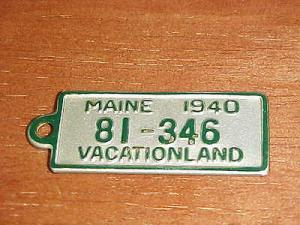 MAINE 1940
81-346
VACATIONLAND